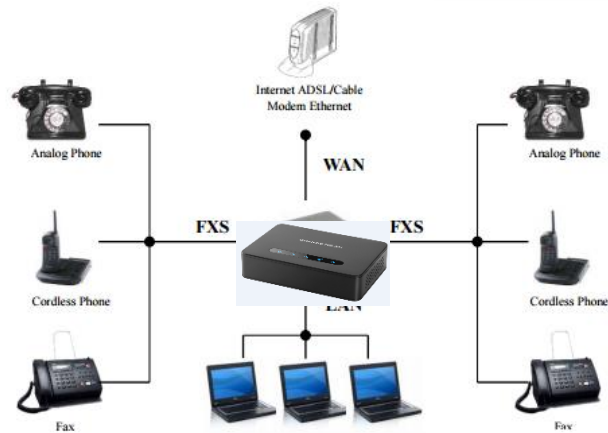 Internet ADSL/Cable
Modem Ethernet
Analog Phone
Analog Phone
WAN
FXS
FXS
LAN
Cordless Phone
Cordless Phone
Fax
Fax